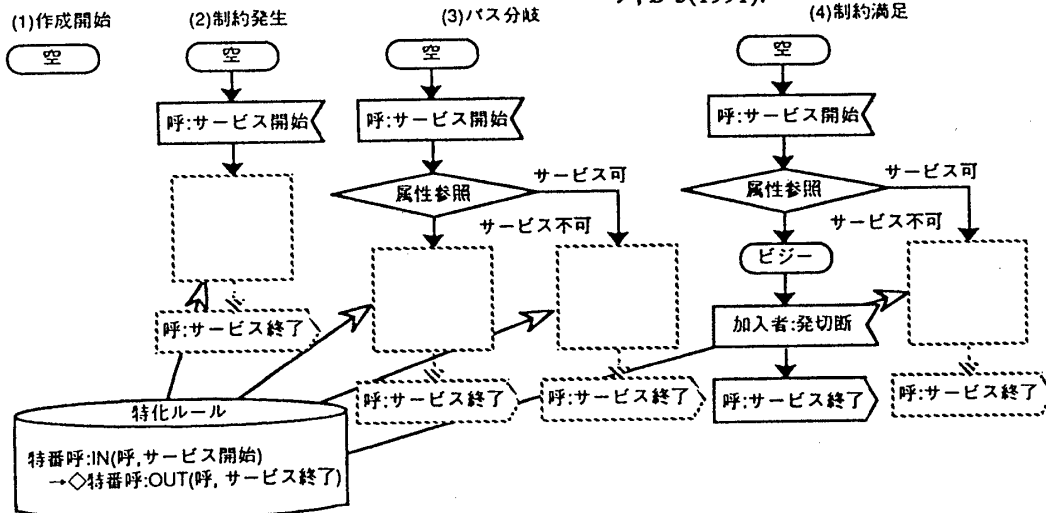 (1)作成開始
空
(2)制約発生
空
呼:サービス開始
呼:サービス終了
(3)パス分岐
空
呼:サービス開始
属性参照
サービス可
サービス不可
呼:サービス終了
呼:サービス終了
(4)制約満足
空
呼:サービス開始
属性参照
サービス可
サービス不可
ビジー
加入者:発切断
呼:サービス終了
呼:サービス終了
特化ルール
特番呼:IN(呼,サービス開始)
→◇特番呼:OUT(呼, サービス終了)